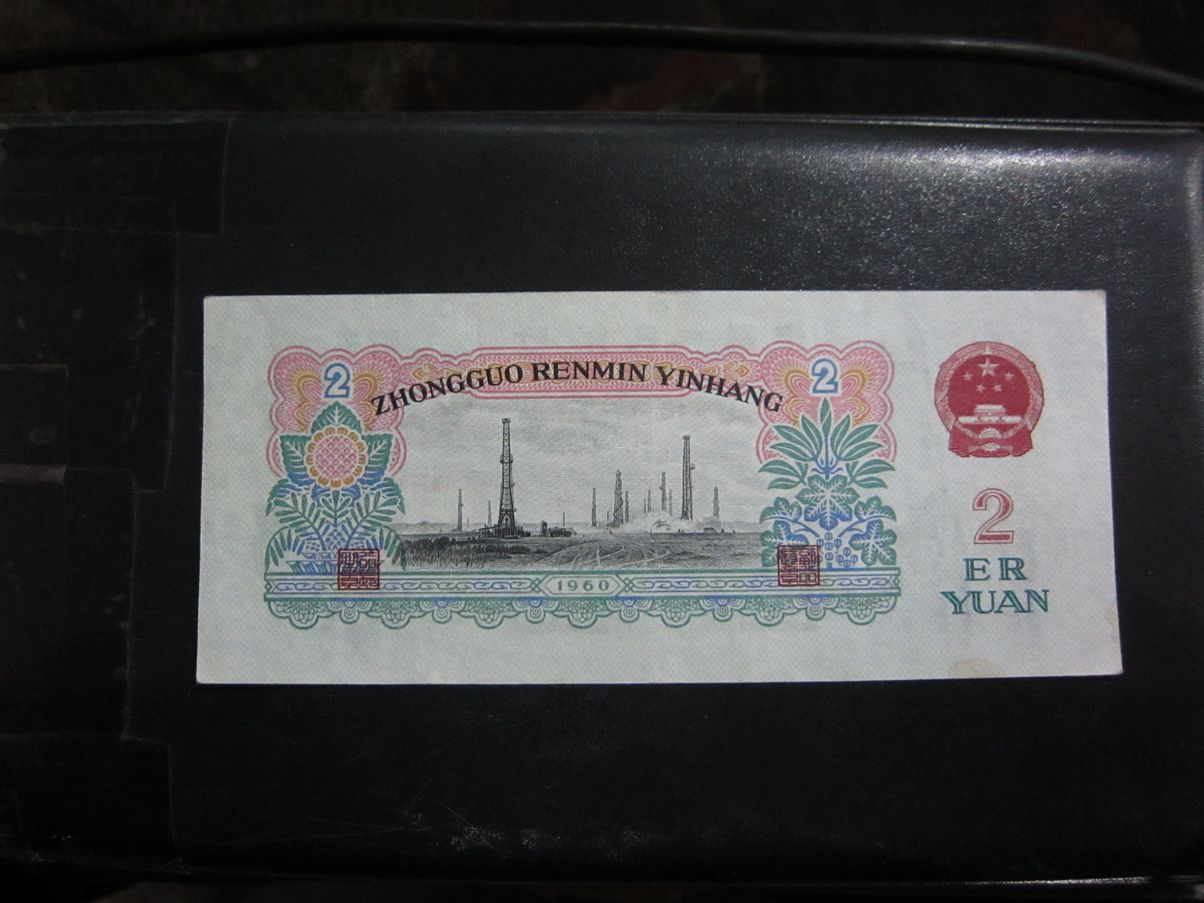 ZHONGGUO RENMIN YINHANG
2
2
2
ER
YUAN
1960